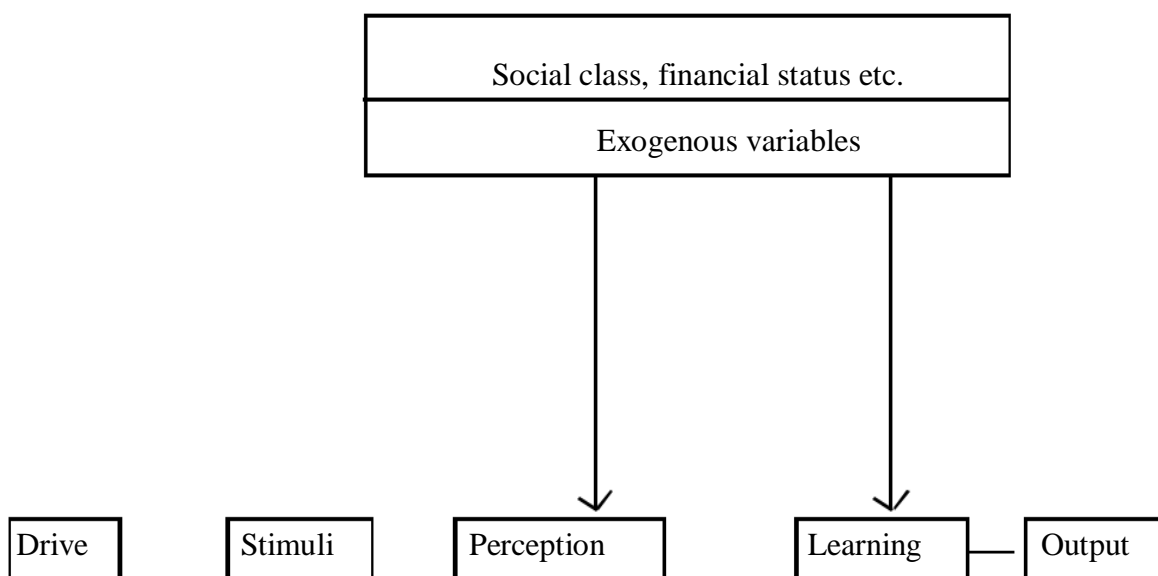 Social class, financial status etc.
Exogenous variables
Drive Stimuli Perception Learning Output